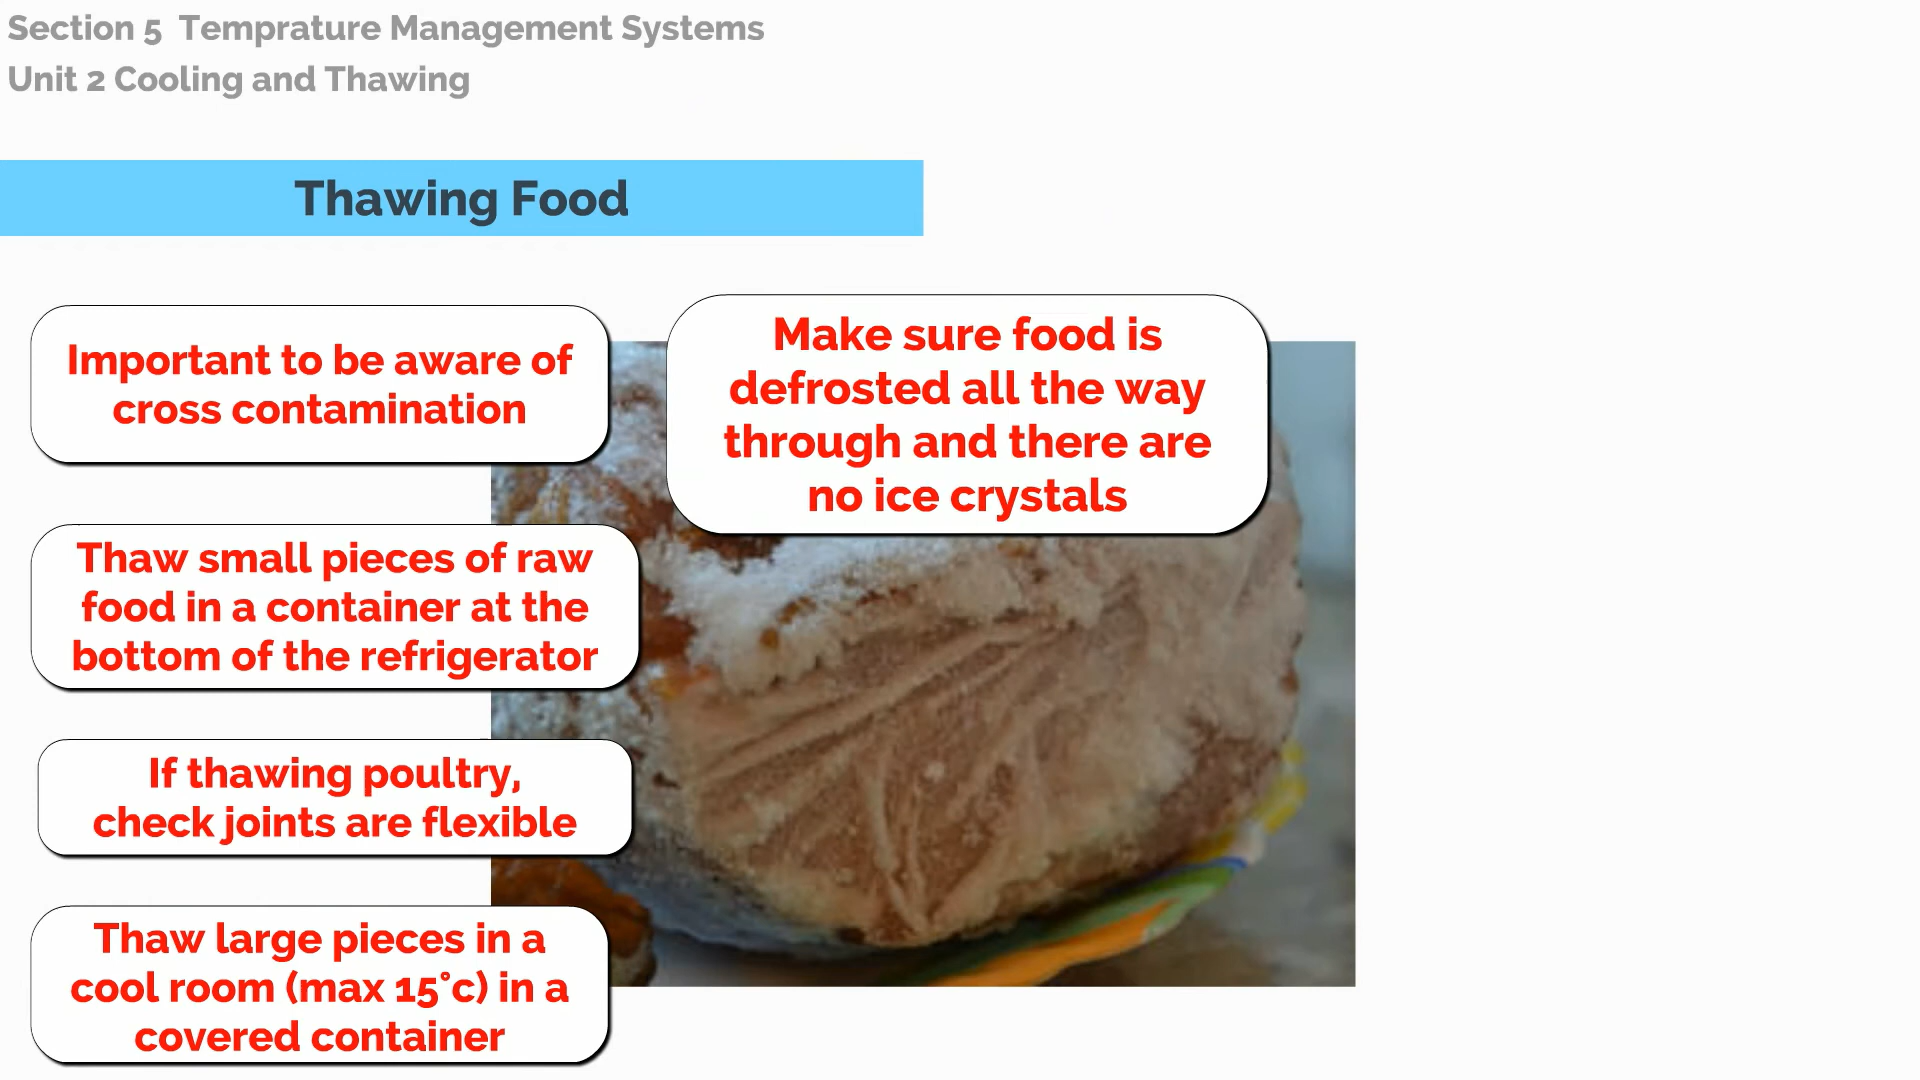 Section 5  Temprature Management Systems
Unit 2 Cooling and Thawing
Thawing Food
Important to be aware of
cross contamination
Thaw small pieces of raw
food in a container at the
bottom of the refrigerator
If thawing poultry,
check joints are flexible
Thaw large pieces in a
cool room (max 15°c) in a
covered container
Make sure food is
defrosted all the way
through and there are
no ice crystals